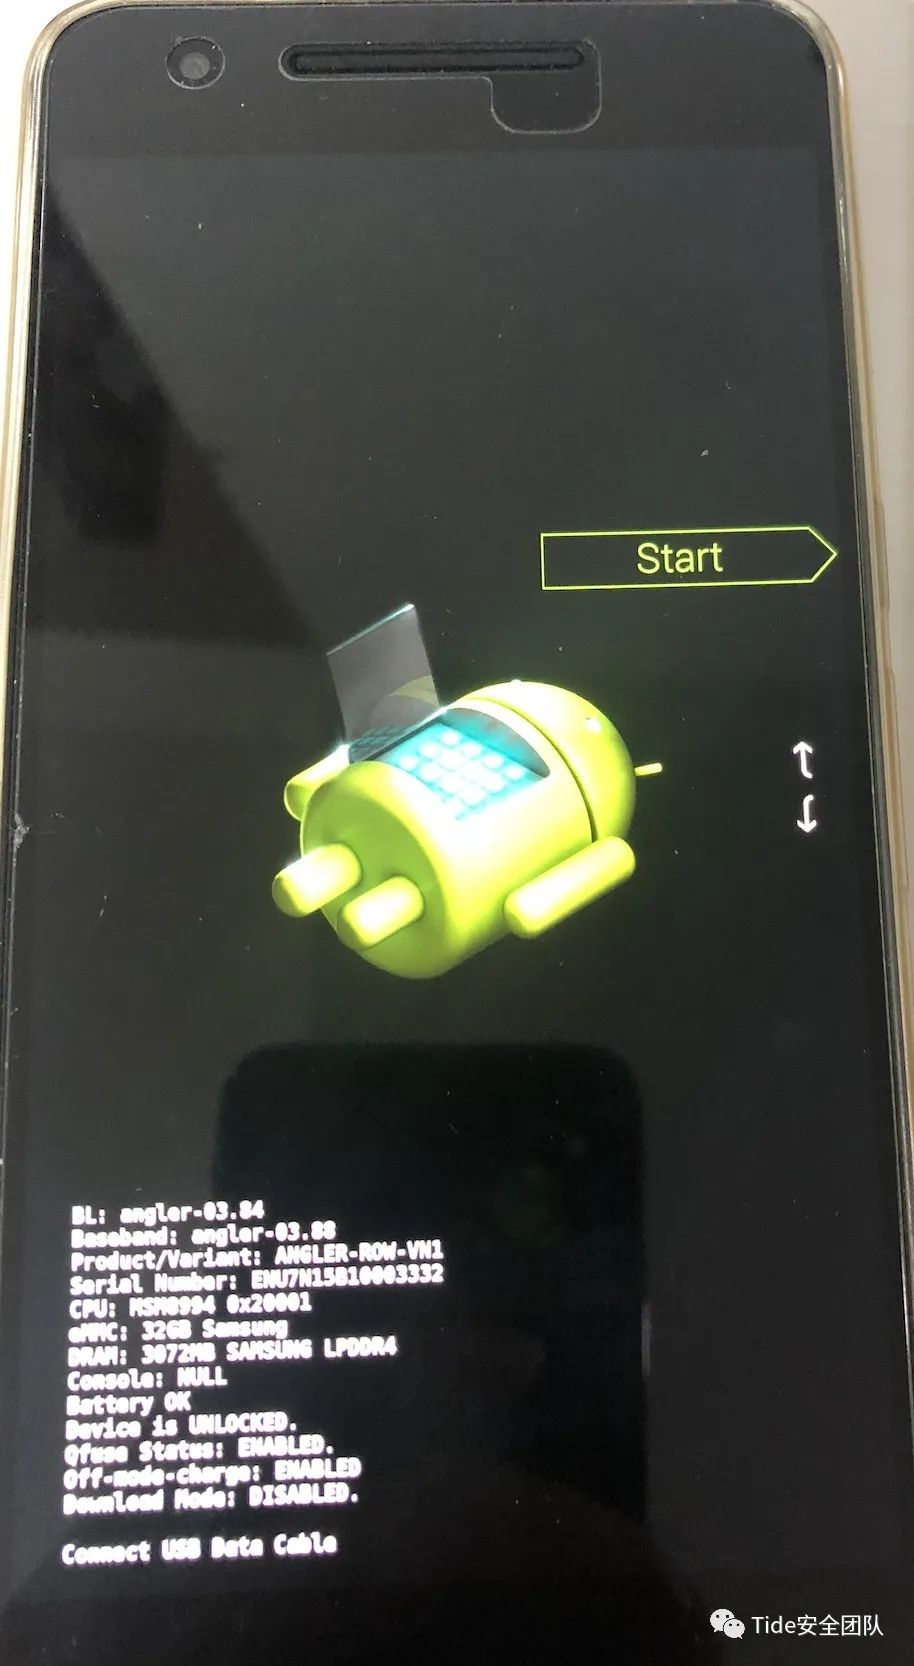 Start
BL: angler-03.84
Baseband: angler-03.88
Product/Variant: ANGLER-ROW-VN1
Serial Number: ENU7N15B10003332
CPU: MSM8994 0x20001
eMMC: 32GB Samsung
DRAM: 3072MB SAMSUNG LPDDR4
Console: NULL
Battery OK
Device is UNLOCKED.
Qfuse Status: ENABLED.
Off-mode-charge: ENABLED
Download Mode: DISABLED.
Connect USB Data Cable
Tide安全团队